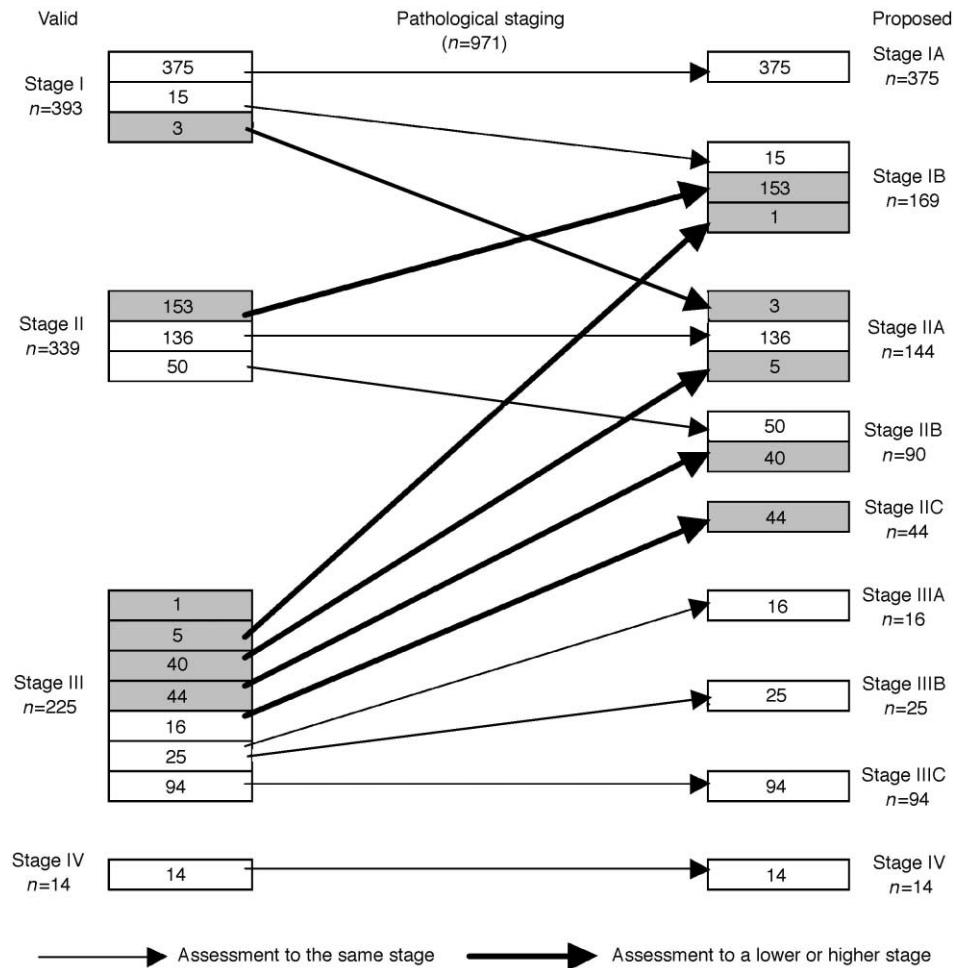 Valid
Pathological staging
(n=971)
Proposed
Stage I
n=393
375
15
3
375
Stage IA
n=375
15
153
1
Stage IB
n=169
Stage II
n=339
153
136
50
3
136
5
Stage IIA
n=144
50
40
Stage IIB
n=90
44
Stage IIC
n=44
Stage III
n=225
1
5
40
44
16
25
94
16
Stage IIIA
n=16
25
Stage IIIB
n=25
94
Stage IIIC
n=94
Stage IV
n=14
14
14
Stage IV
n=14
Assessment to the same stage
Assessment to a lower or higher stage